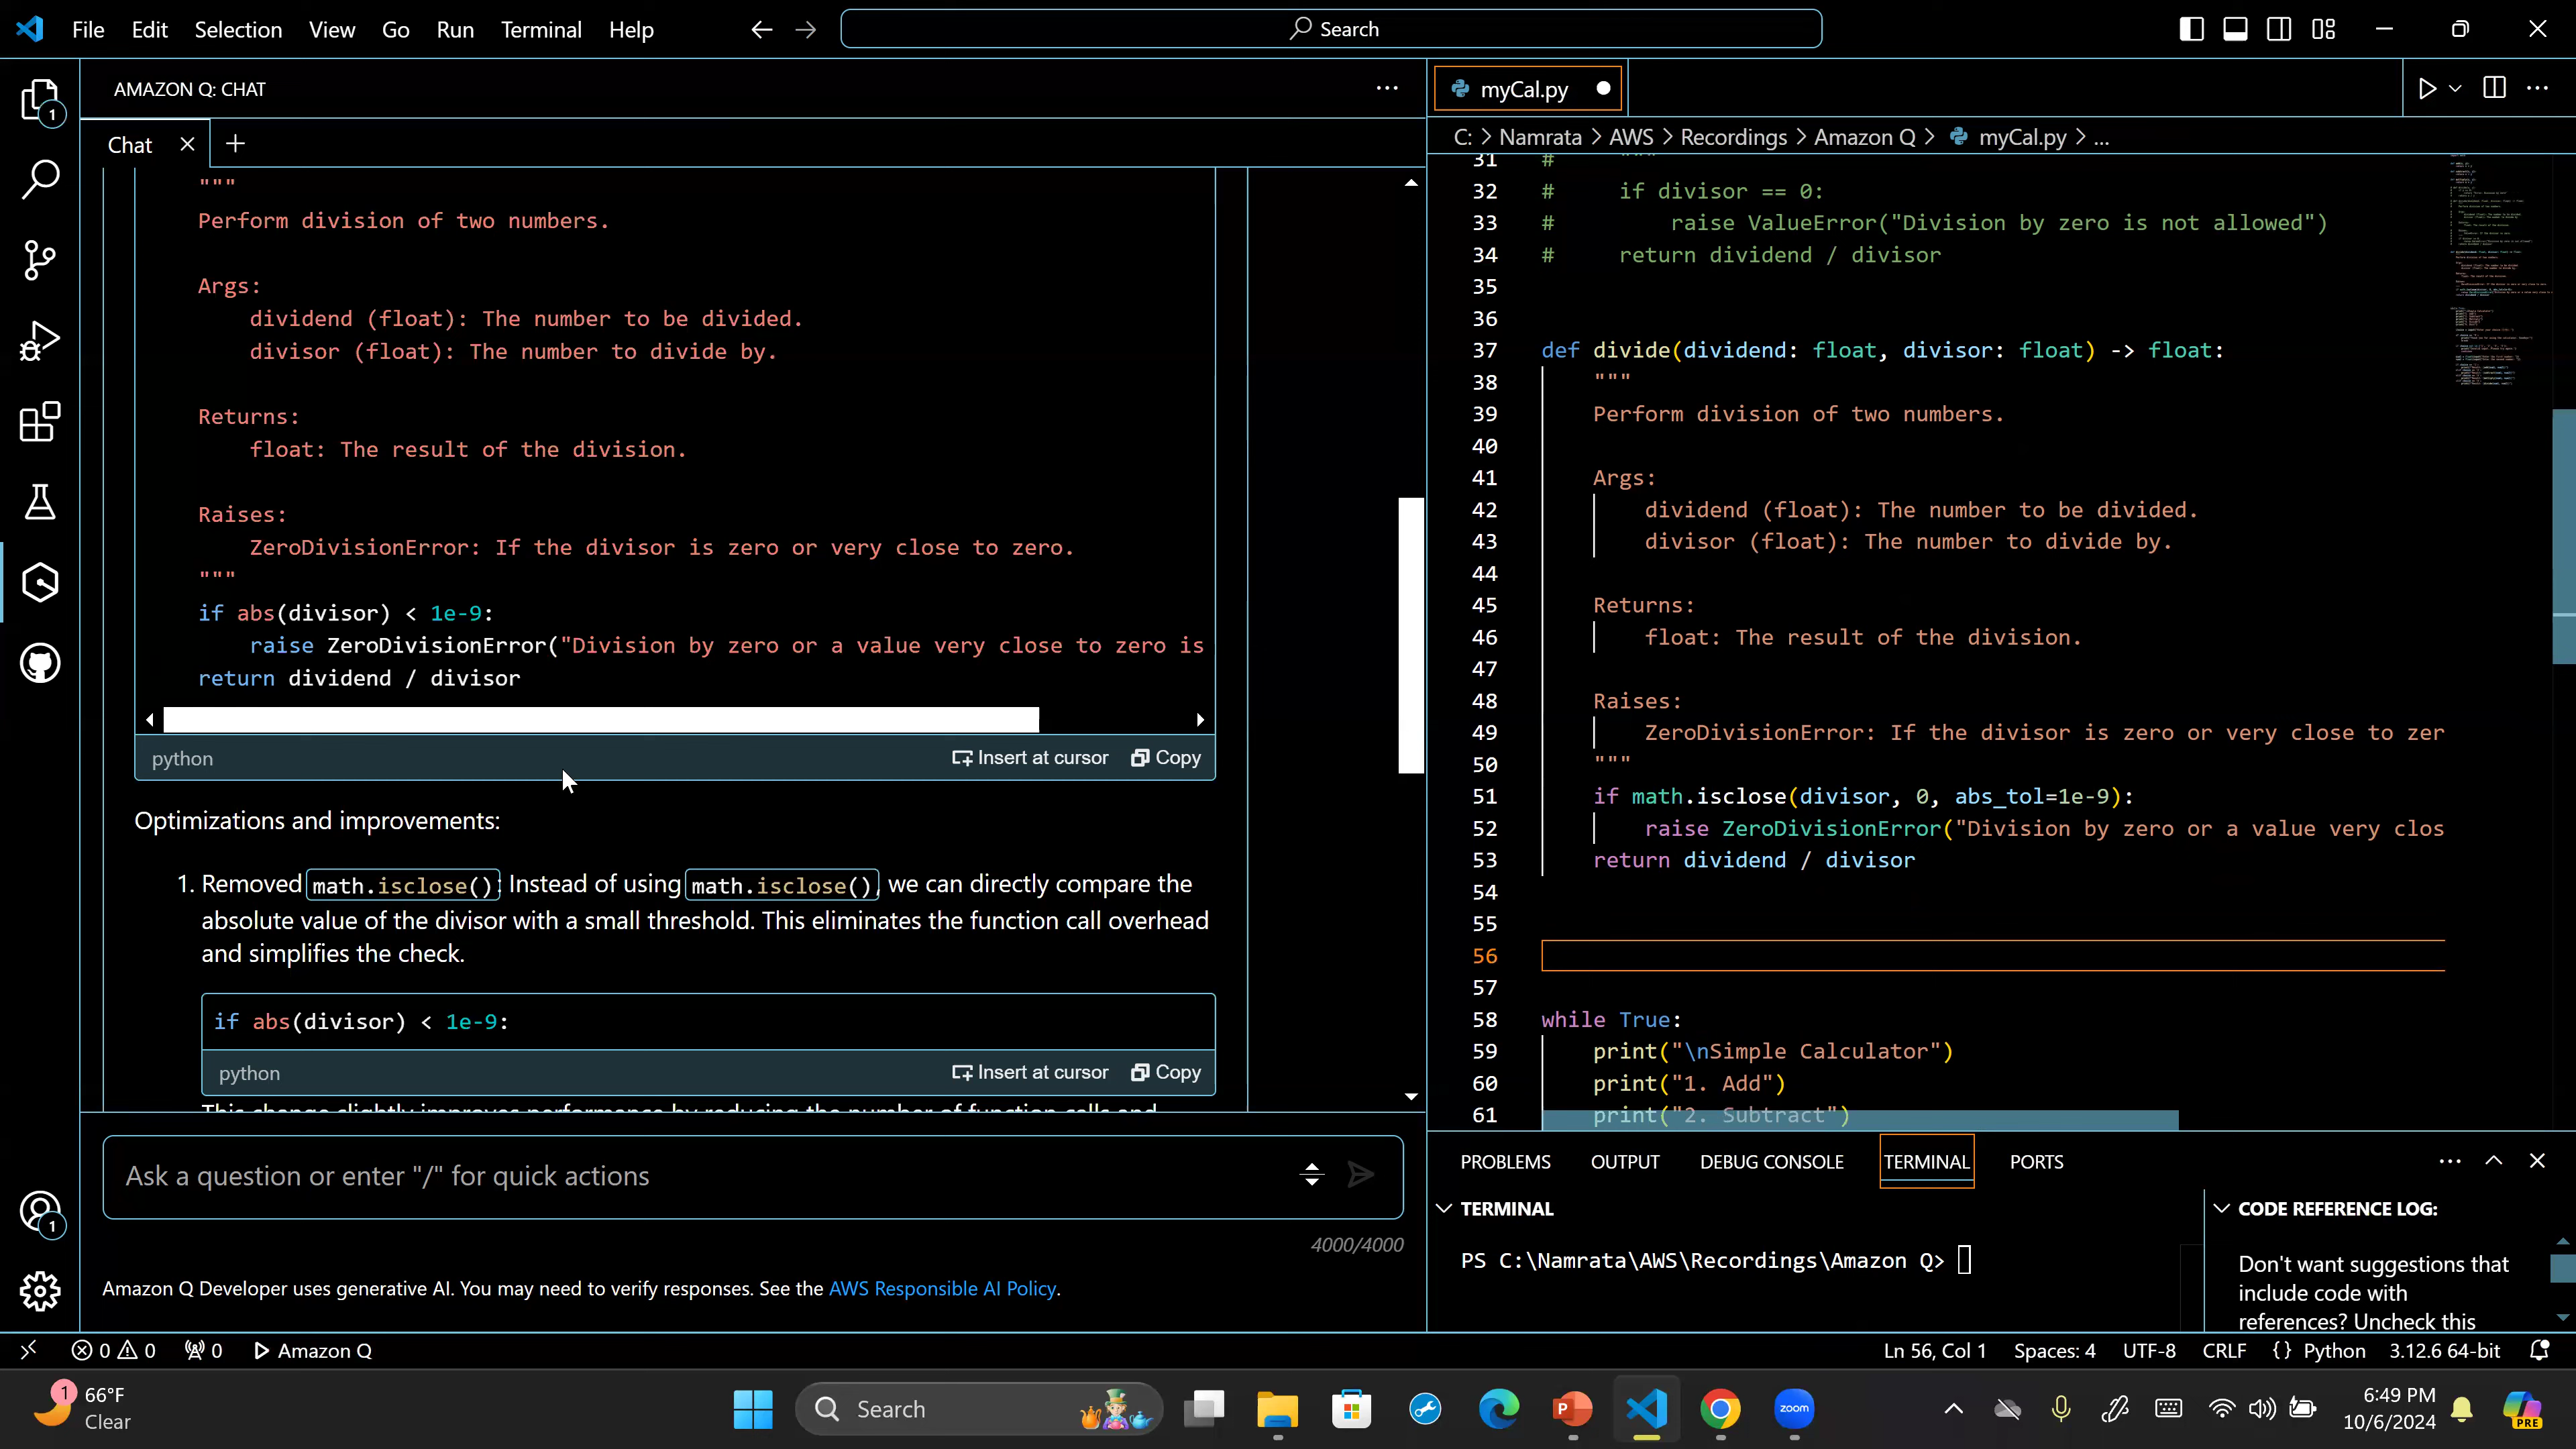 File Edit Selection View Go Run Terminal Help
Search
AMAZON Q: CHAT
Chat
"""
Perform division of two numbers.
Args:
dividend (float): The number to be divided.
divisor (float): The number to divide by.
Returns:
float: The result of the division.
Raises:
ZeroDivisionError: If the divisor is zero or very close to zero.
"""
if abs(divisor) < 1e-9:
raise ZeroDivisionError("Division by zero or a value very close to zero is
return dividend / divisor
python Insert at cursor Copy
Optimizations and improvements:
1. Removed math.isclose(): Instead of using math.isclose(), we can directly compare the
absolute value of the divisor with a small threshold. This eliminates the function call overhead
and simplifies the check.
if abs(divisor) < 1e-9:
python Insert at cursor Copy
This change slightly improves performance by reducing the number of function calls and
Ask a question or enter "/" for quick actions
4000/4000
Amazon Q Developer uses generative AI. You may need to verify responses. See the AWS Responsible AI Policy.
myCal.py
C: > Namrata > AWS > Recordings > Amazon Q > myCal.py > ...
31 # """
32 # if divisor == 0:
33 # raise ValueError("Division by zero is not allowed")
34 # return dividend / divisor
35
36
37 def divide(dividend: float, divisor: float) -> float:
38 """
39 Perform division of two numbers.
40
41 Args:
42 dividend (float): The number to be divided.
43 divisor (float): The number to divide by.
44
45 Returns:
46 float: The result of the division.
47
48 Raises:
49 ZeroDivisionError: If the divisor is zero or very close to zer
50 """
51 if math.isclose(divisor, 0, abs_tol=1e-9):
52 raise ZeroDivisionError("Division by zero or a value very clos
53 return dividend / divisor
54
55
56
57
58 while True:
59 print("\nSimple Calculator")
60 print("1. Add")
61 print("2. Subtract")
PROBLEMS OUTPUT DEBUG CONSOLE TERMINAL PORTS
TERMINAL
PS C:\Namrata\AWS\Recordings\Amazon Q>
CODE REFERENCE LOG:
Don't want suggestions that
include code with
references? Uncheck this
0 0 0 Amazon Q Ln 56, Col 1 Spaces: 4 UTF-8 CRLF {} Python 3.12.6 64-bit
1 66°F
Clear
Search
zoom
6:49 PM
10/6/2024
PRE